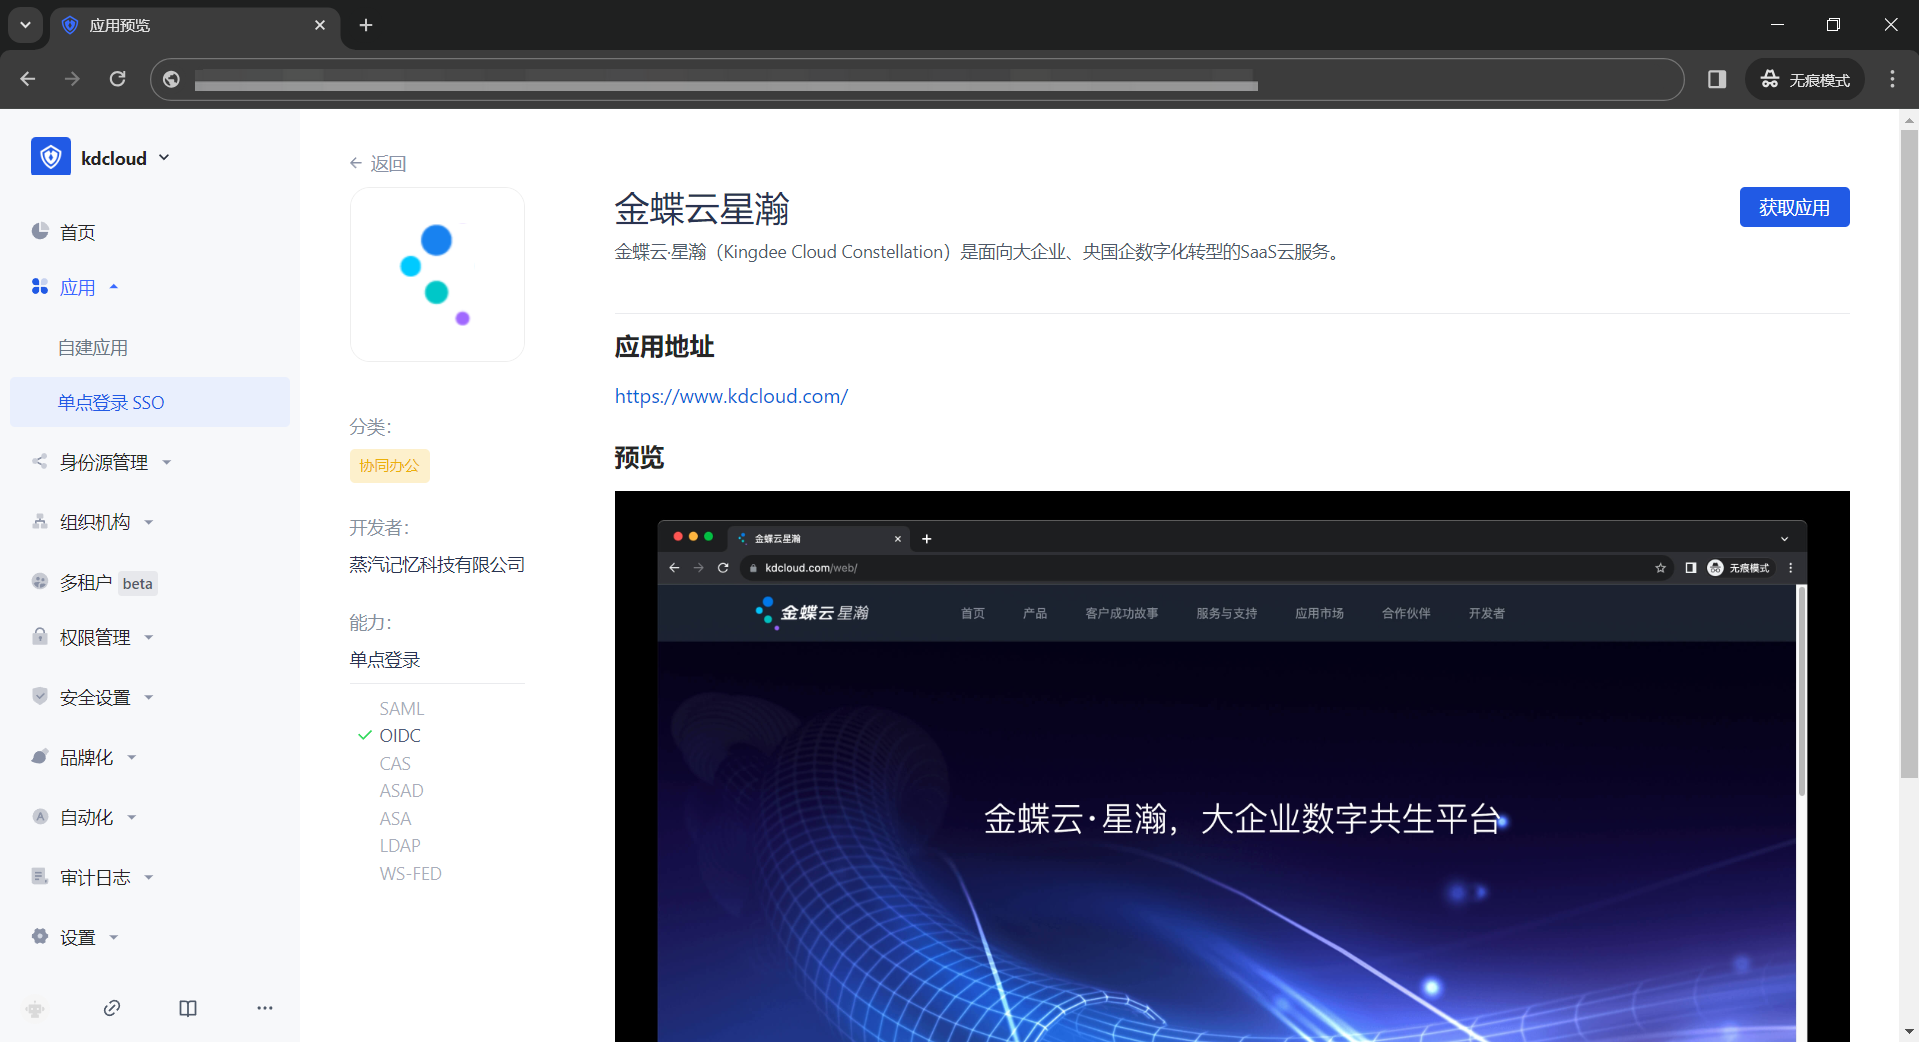 应用预览
无痕模式
kdcloud
首页
应用
自建应用
单点登录 SSO
身份源管理
组织机构
多租户 beta
权限管理
安全设置
品牌化
自动化
审计日志
设置
返回
分类：
协同办公
开发者：
蒸汽记忆科技有限公司
能力：
单点登录
SAML
OIDC
CAS
ASAD
ASA
LDAP
WS-FED
金蝶云星瀚
获取应用
金蝶云·星瀚（Kingdee Cloud Constellation）是面向大企业、央国企数字化转型的SaaS云服务。
应用地址
https://www.kdcloud.com/
预览
金蝶云星瀚
kdcloud.com/web/
无痕模式
金蝶云 星瀚
首页 产品 客户成功故事 服务与支持 应用市场 合作伙伴 开发者
金蝶云·星瀚，大企业数字共生平台